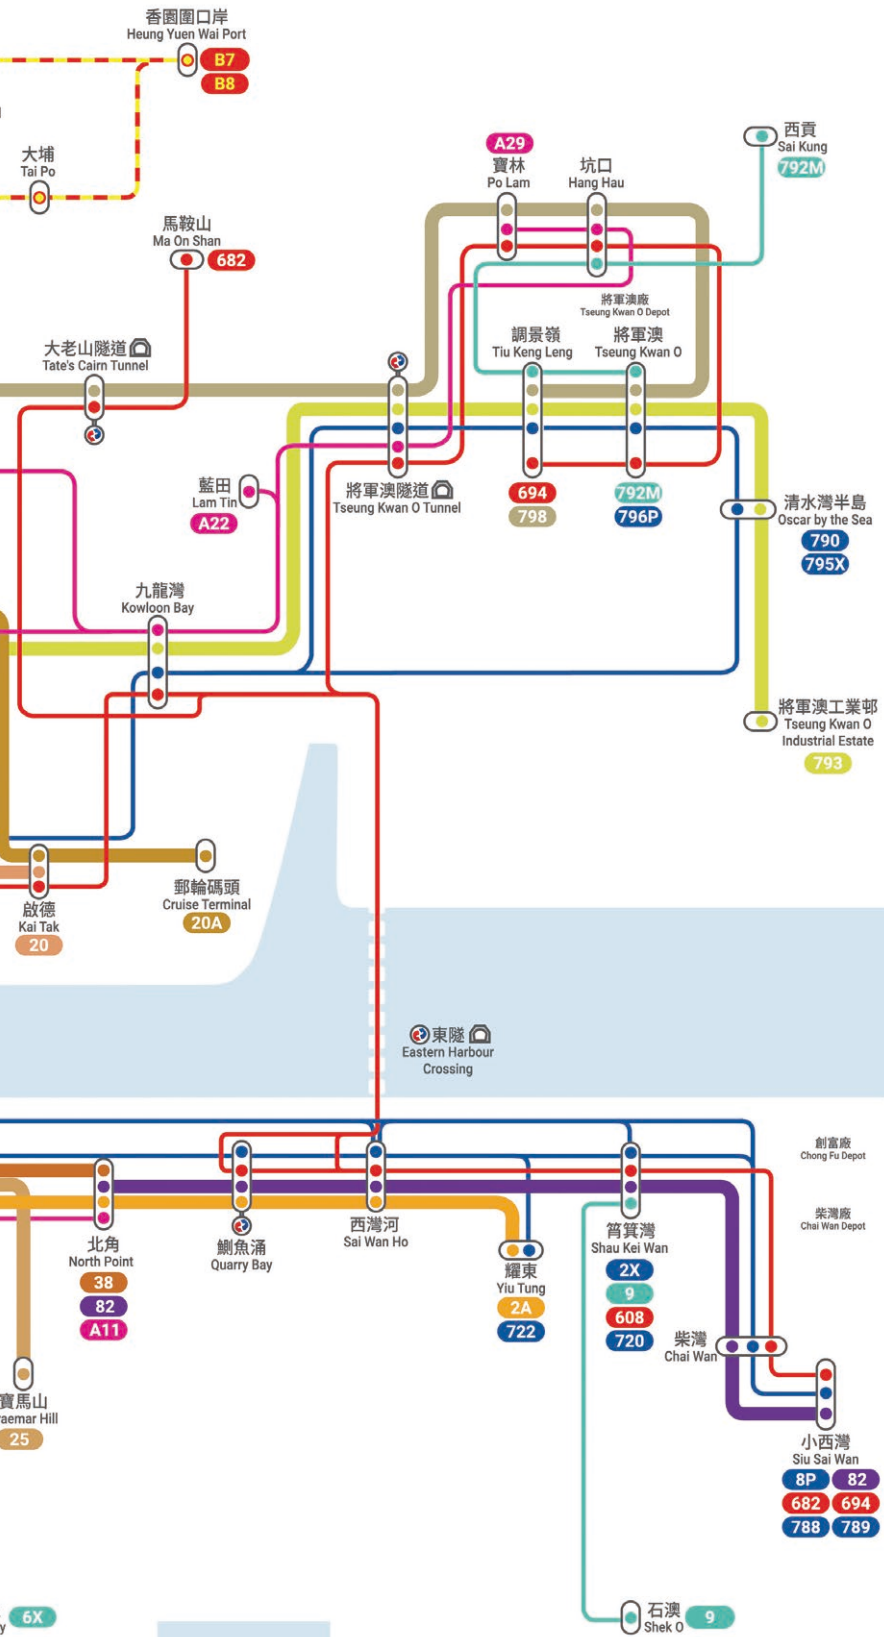 香園圍口岸
Heung Yuen Wai Port
B7
B8
大埔
Tai Po
馬鞍山
Ma On Shan
682
A29
寶林
Po Lam
坑口
Hang Hau
西貢
Sai Kung
792M
將軍澳廠
Tseung Kwan O Depot
大老山隧道
Tate's Cairn Tunnel
調景嶺
Tiu Keng Leng
將軍澳
Tseung Kwan O
藍田
Lam Tin
A22
將軍澳隧道
Tseung Kwan O Tunnel
694
798
792M
796P
清水灣半島
Oscar by the Sea
790
795X
九龍灣
Kowloon Bay
將軍澳工業邨
Tseung Kwan O
Industrial Estate
793
啟德
Kai Tak
20
郵輪碼頭
Cruise Terminal
20A
東隧
Eastern Harbour
Crossing
創富廠
Chong Fu Depot
柴灣廠
Chai Wan Depot
北角
North Point
38
82
A11
鰂魚涌
Quarry Bay
西灣河
Sai Wan Ho
耀東
Yiu Tung
2A
722
筲箕灣
Shau Kei Wan
2X
9
608
720
柴灣
Chai Wan
寶馬山
raemar Hill
25
小西灣
Siu Sai Wan
8P 82
682 694
788 789
6X
y
石澳
Shek O
9